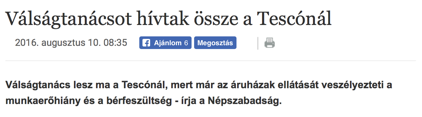 Válságtanácsot hívtak össze a Tescónál
2016. augusztus 10. 08:35 Ajánlom 6 Megosztás
Válságtanács lesz ma a Tescónál, mert már az áruházak ellátását veszélyezteti a
munkaerőhiány és a bérfeszültség - írja a Népszabadság.